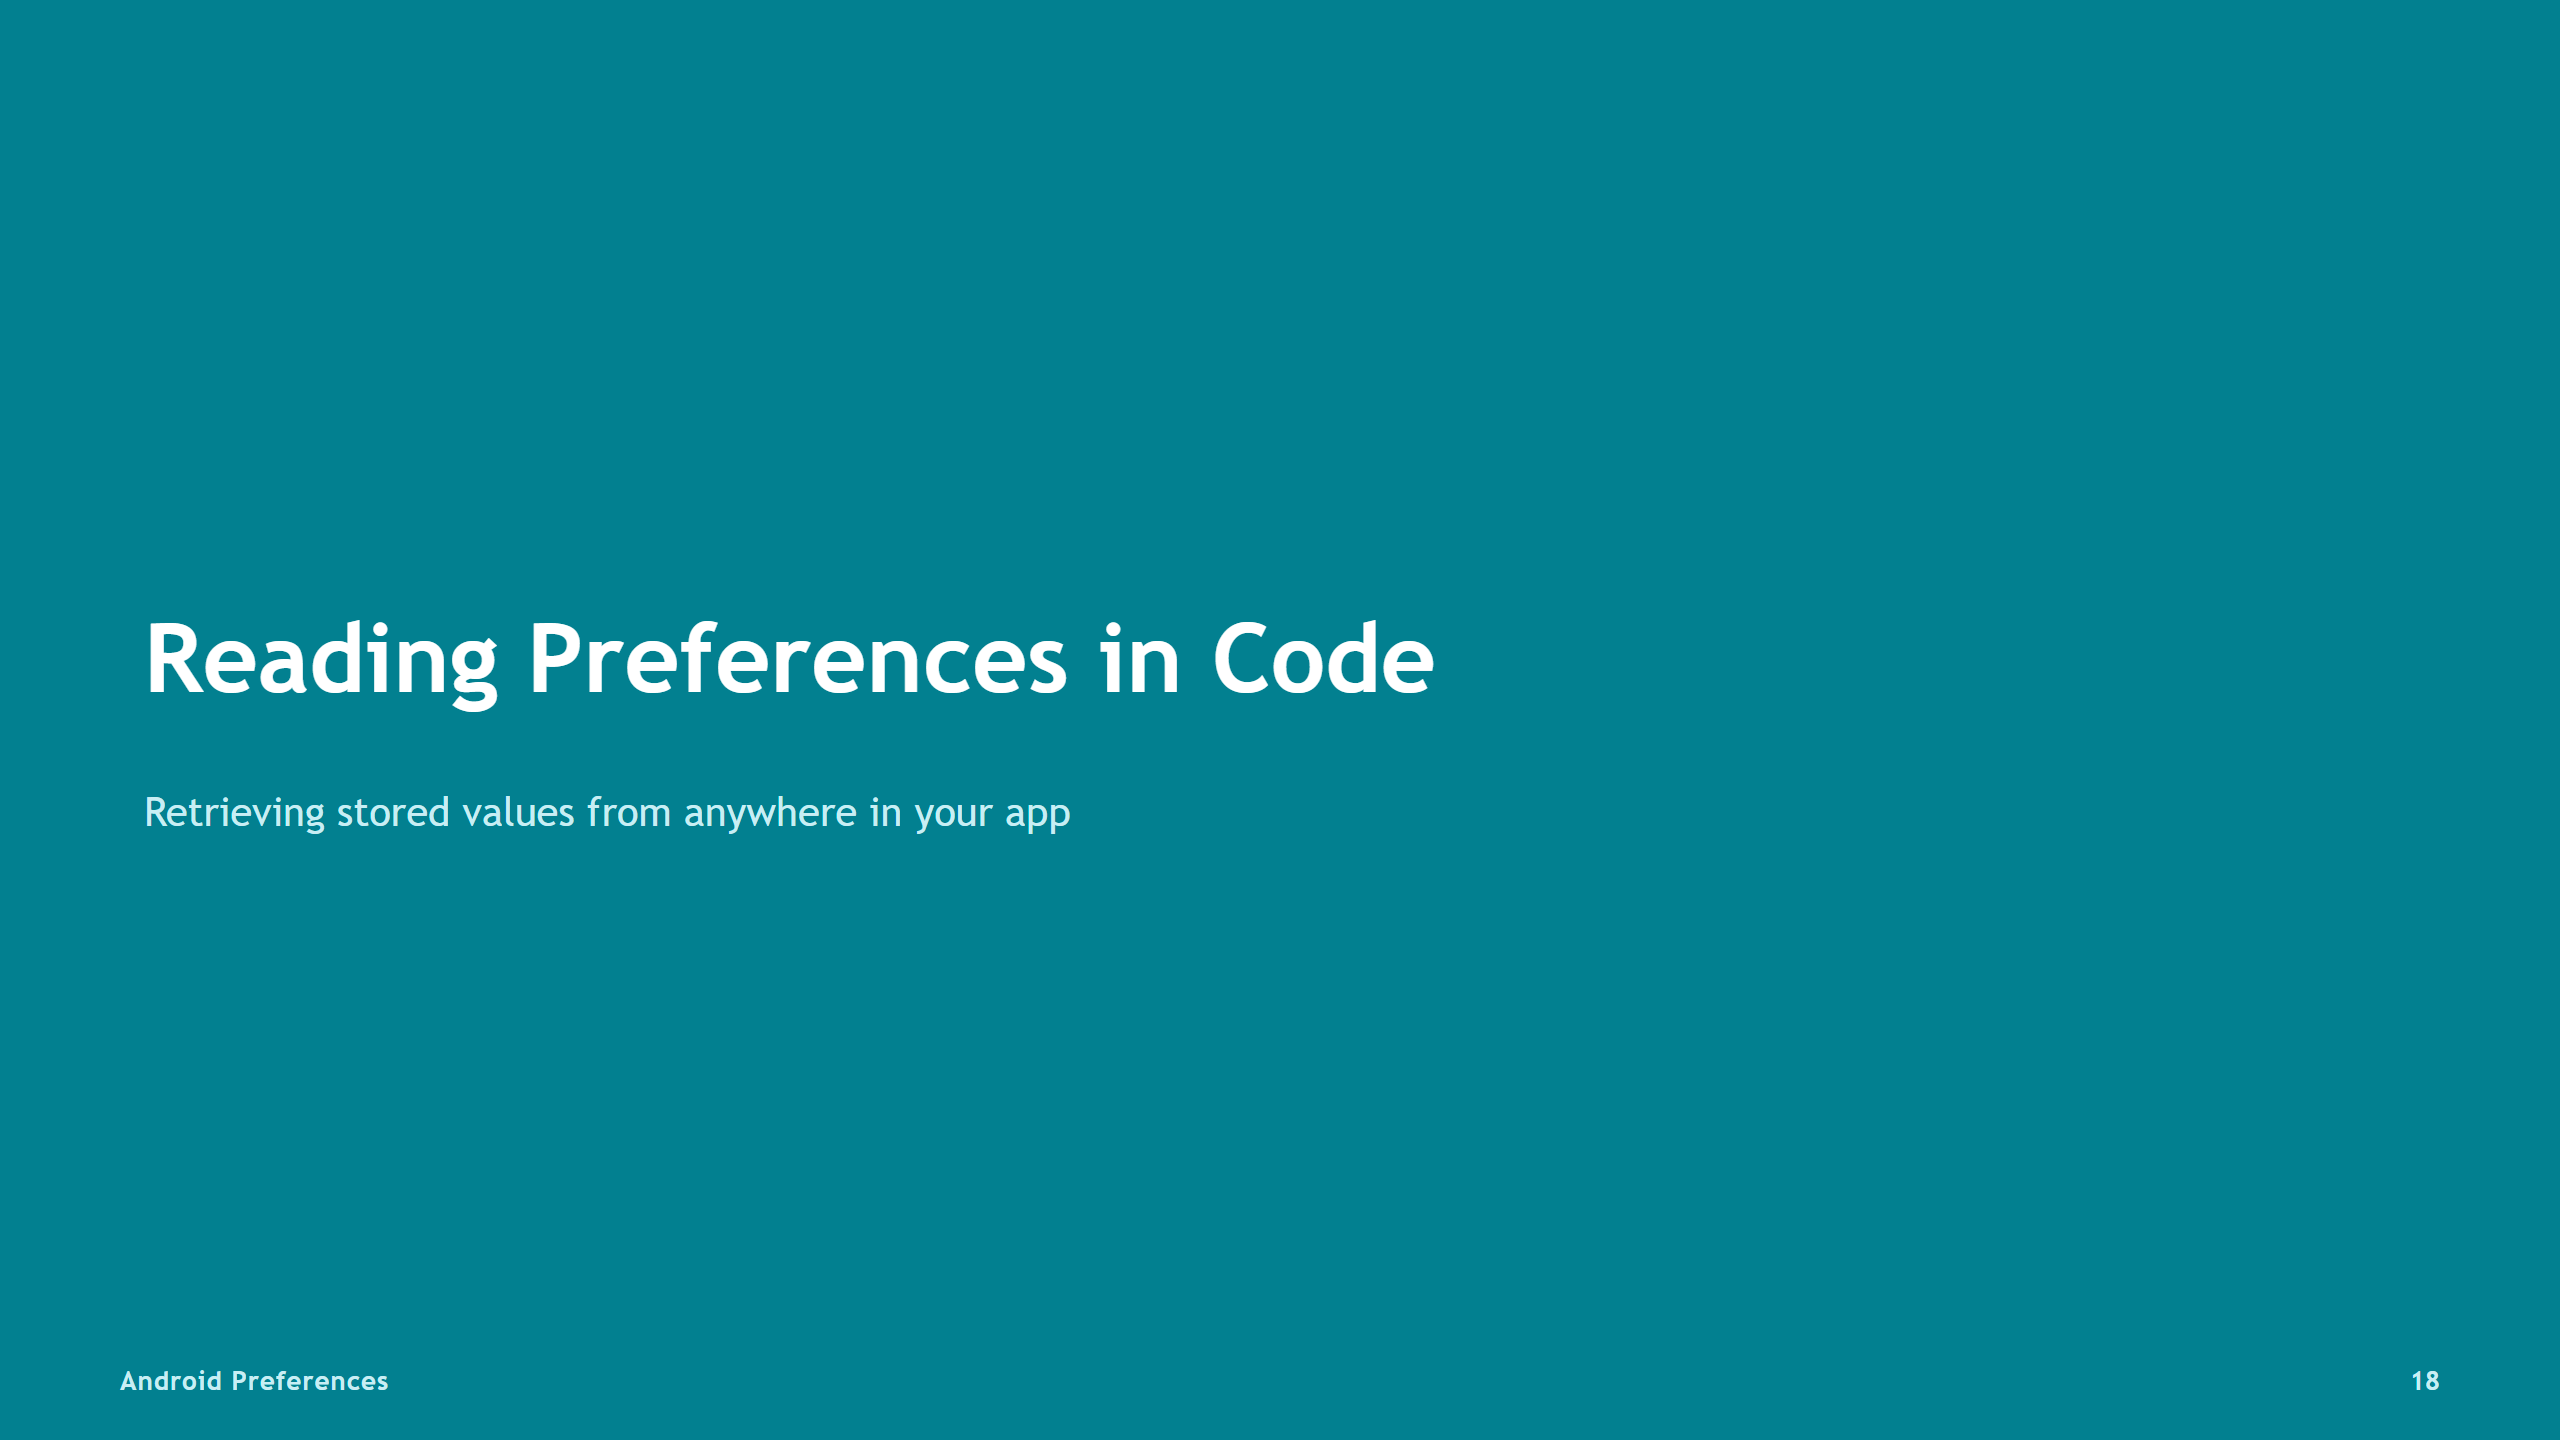 Reading Preferences in Code
Retrieving stored values from anywhere in your app
Android Preferences
18